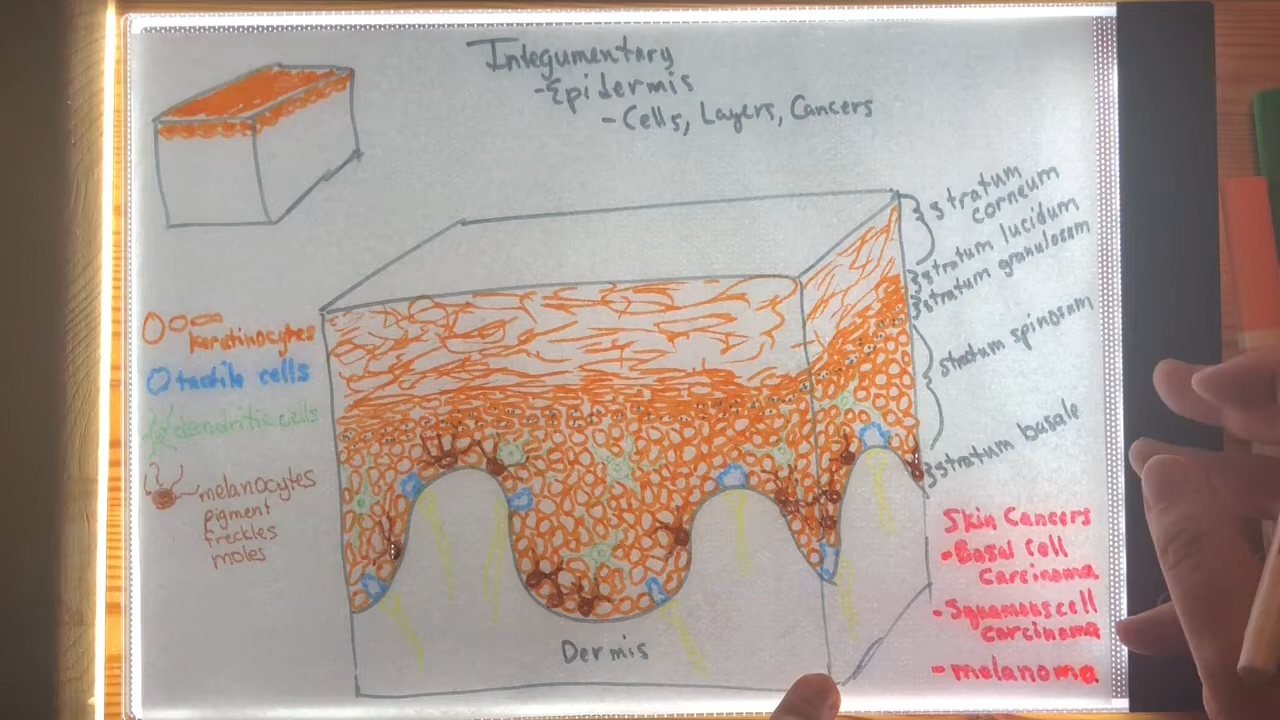 Integumentary
-Epidermis
- Cells, Layers, Cancers
stratum
corneum
stratum lucidum
stratum granulosum
stratum spinosum
stratum basale
keratinocytes
tactile cells
dendritic cells
melanocytes
pigment
freckles
moles
Dermis
Skin Cancers
-Basal Cell
carcinoma
-Squamous cell
carcinoma
-melanoma